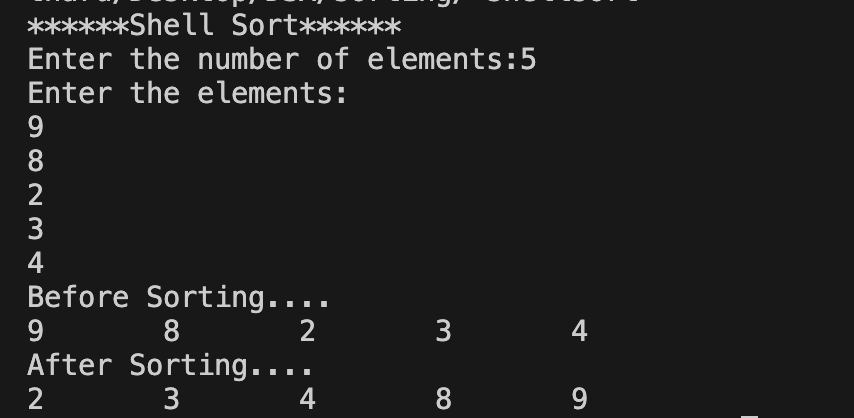 ******Shell Sort******
Enter the number of elements:5
Enter the elements:
9
8
2
3
4
Before Sorting....
9 8 2 3 4
After Sorting....
2 3 4 8 9